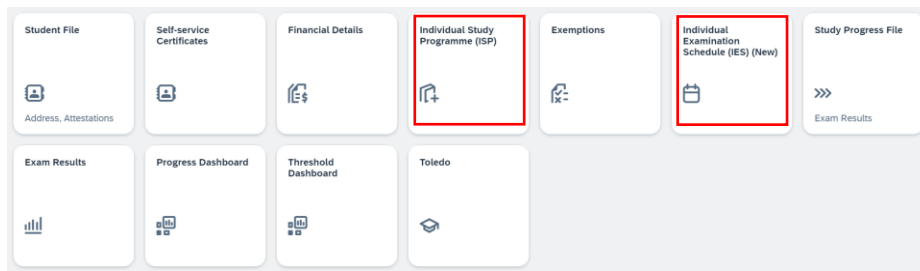 Student File
Self-service
Certificates
Financial Details
Individual Study
Programme (ISP)
Exemptions
Individual
Examination
Schedule (IES) (New)
Study Progress File
Address, Attestations
Exam Results
Exam Results
Progress Dashboard
Threshold
Dashboard
Toledo